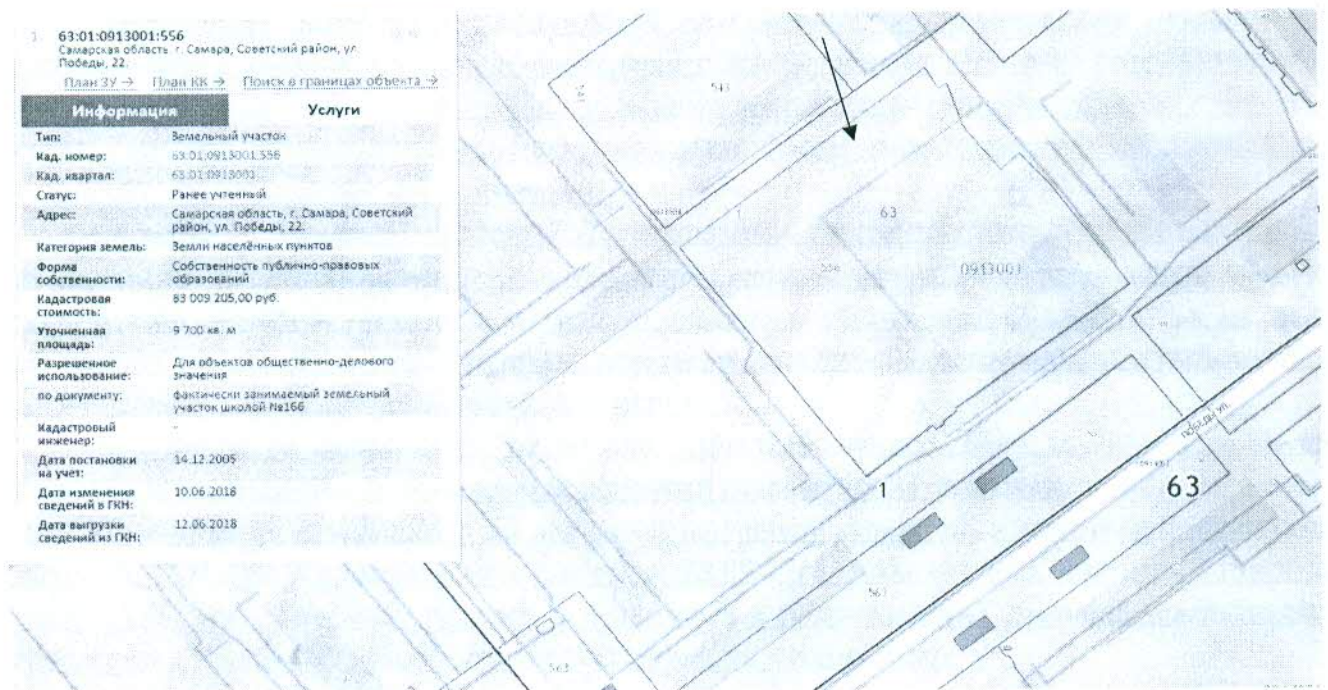 1. 63:01:0913001:556
Самарская область, г. Самара, Советский район, ул.
Победы, 22.
План ЗУ → План КК → Поиск в границах объекта →
Информация Услуги
Тип: Земельный участок
Кад. номер: 63:01:0913001:556
Кад. квартал: 63:01:0913001
Статус: Ранее учтенный
Адрес: Самарская область, г. Самара, Советский
район, ул. Победы, 22.
Категория земель: Земли населённых пунктов
Форма собственности: Собственность публично-правовых
образований
Кадастровая стоимость: 83 009 205,00 руб.
Уточненная площадь: 9 700 кв. м
Разрешенное использование: Для объектов общественно-делового
значения
по документу: фактически занимаемый земельный
участок школой №166
Кадастровый инженер: -
Дата постановки на учет: 14.12.2005
Дата изменения сведений в ГКН: 10.06.2018
Дата выгрузки сведений из ГКН: 12.06.2018
543
1
63
0913001
1
63
561
563